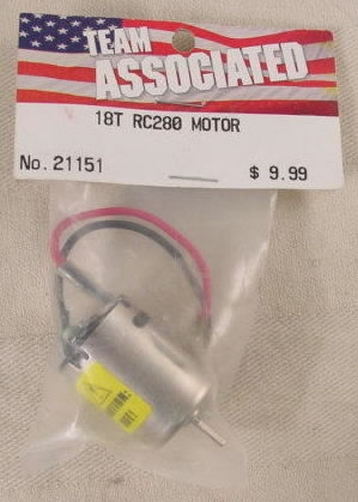 TEAM
ASSOCIATED
18T RC280 MOTOR
No. 21151
$ 9.99